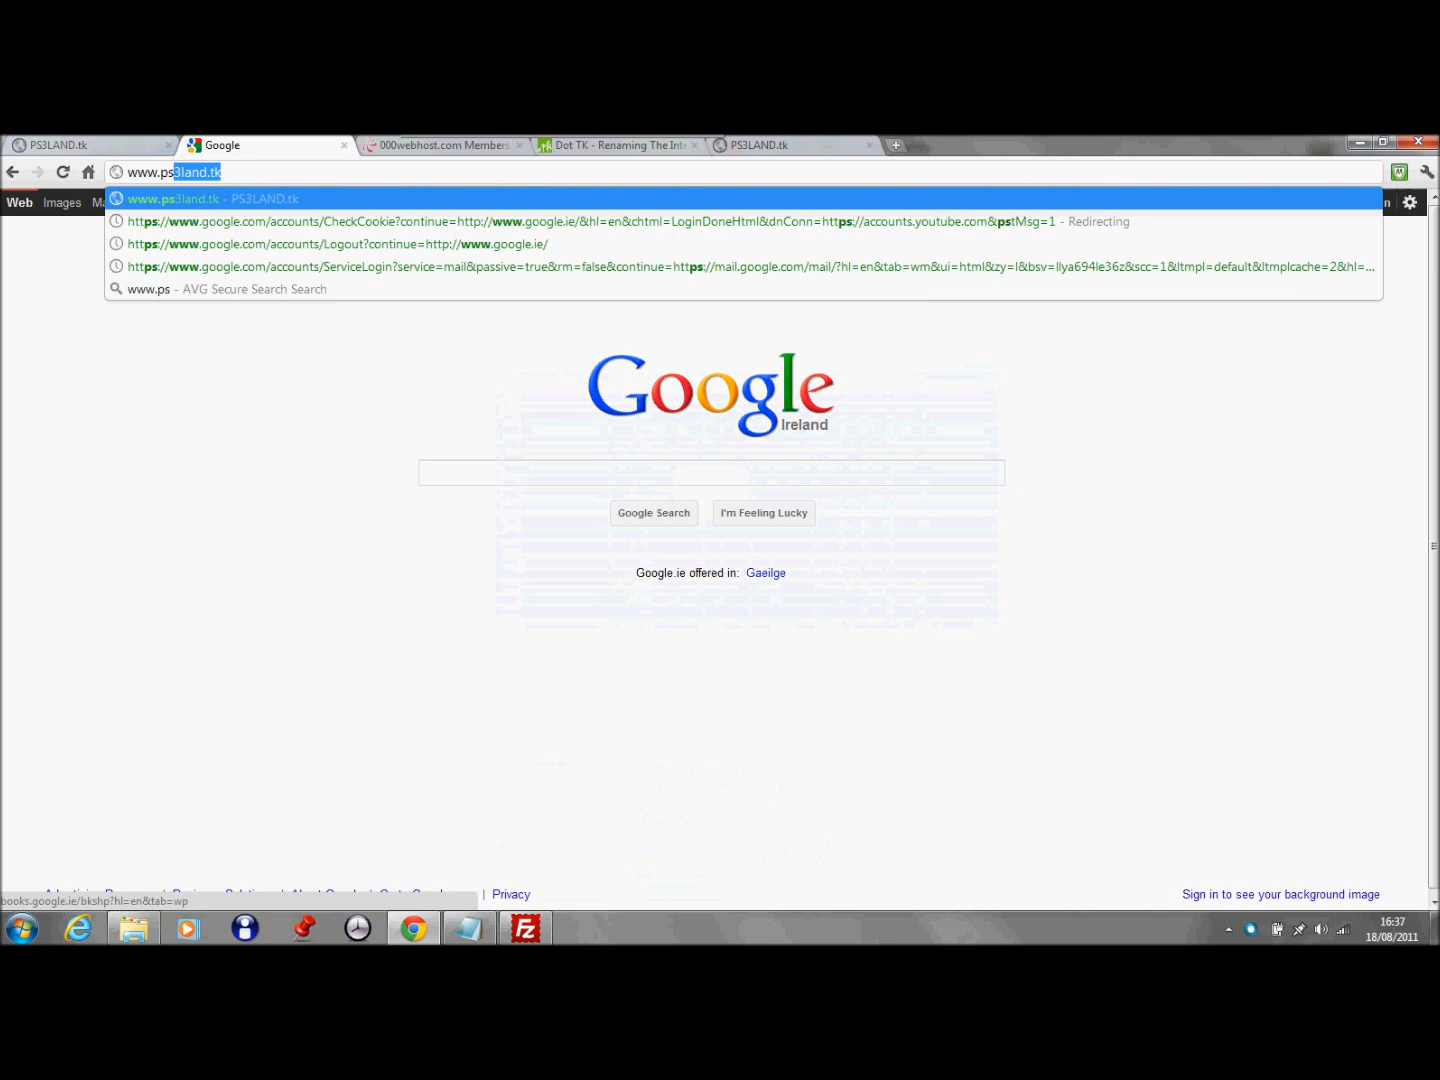 PS3LAND.tk
Google
000webhost.com Members
Dot TK - Renaming The Inte
PS3LAND.tk
www.ps3land.tk
Web Images Ma
n
www.ps3land.tk - PS3LAND.tk
https://www.google.com/accounts/CheckCookie?continue=http://www.google.ie/&hl=en&chtml=LoginDoneHtml&dnConn=https://accounts.youtube.com&pstMsg=1 - Redirecting
https://www.google.com/accounts/Logout?continue=http://www.google.ie/
https://www.google.com/accounts/ServiceLogin?service=mail&passive=true&rm=false&continue=https://mail.google.com/mail/?hl=en&tab=wm&ui=html&zy=l&bsv=llya694le36z&scc=1&ltmpl=default&ltmplcache=2&hl=...
www.ps - AVG Secure Search Search
Google
Ireland
Google Search I'm Feeling Lucky
Google.ie offered in: Gaeilge
| Privacy
Sign in to see your background image
books.google.ie/bkshp?hl=en&tab=wp
Fz
16:37
18/08/2011